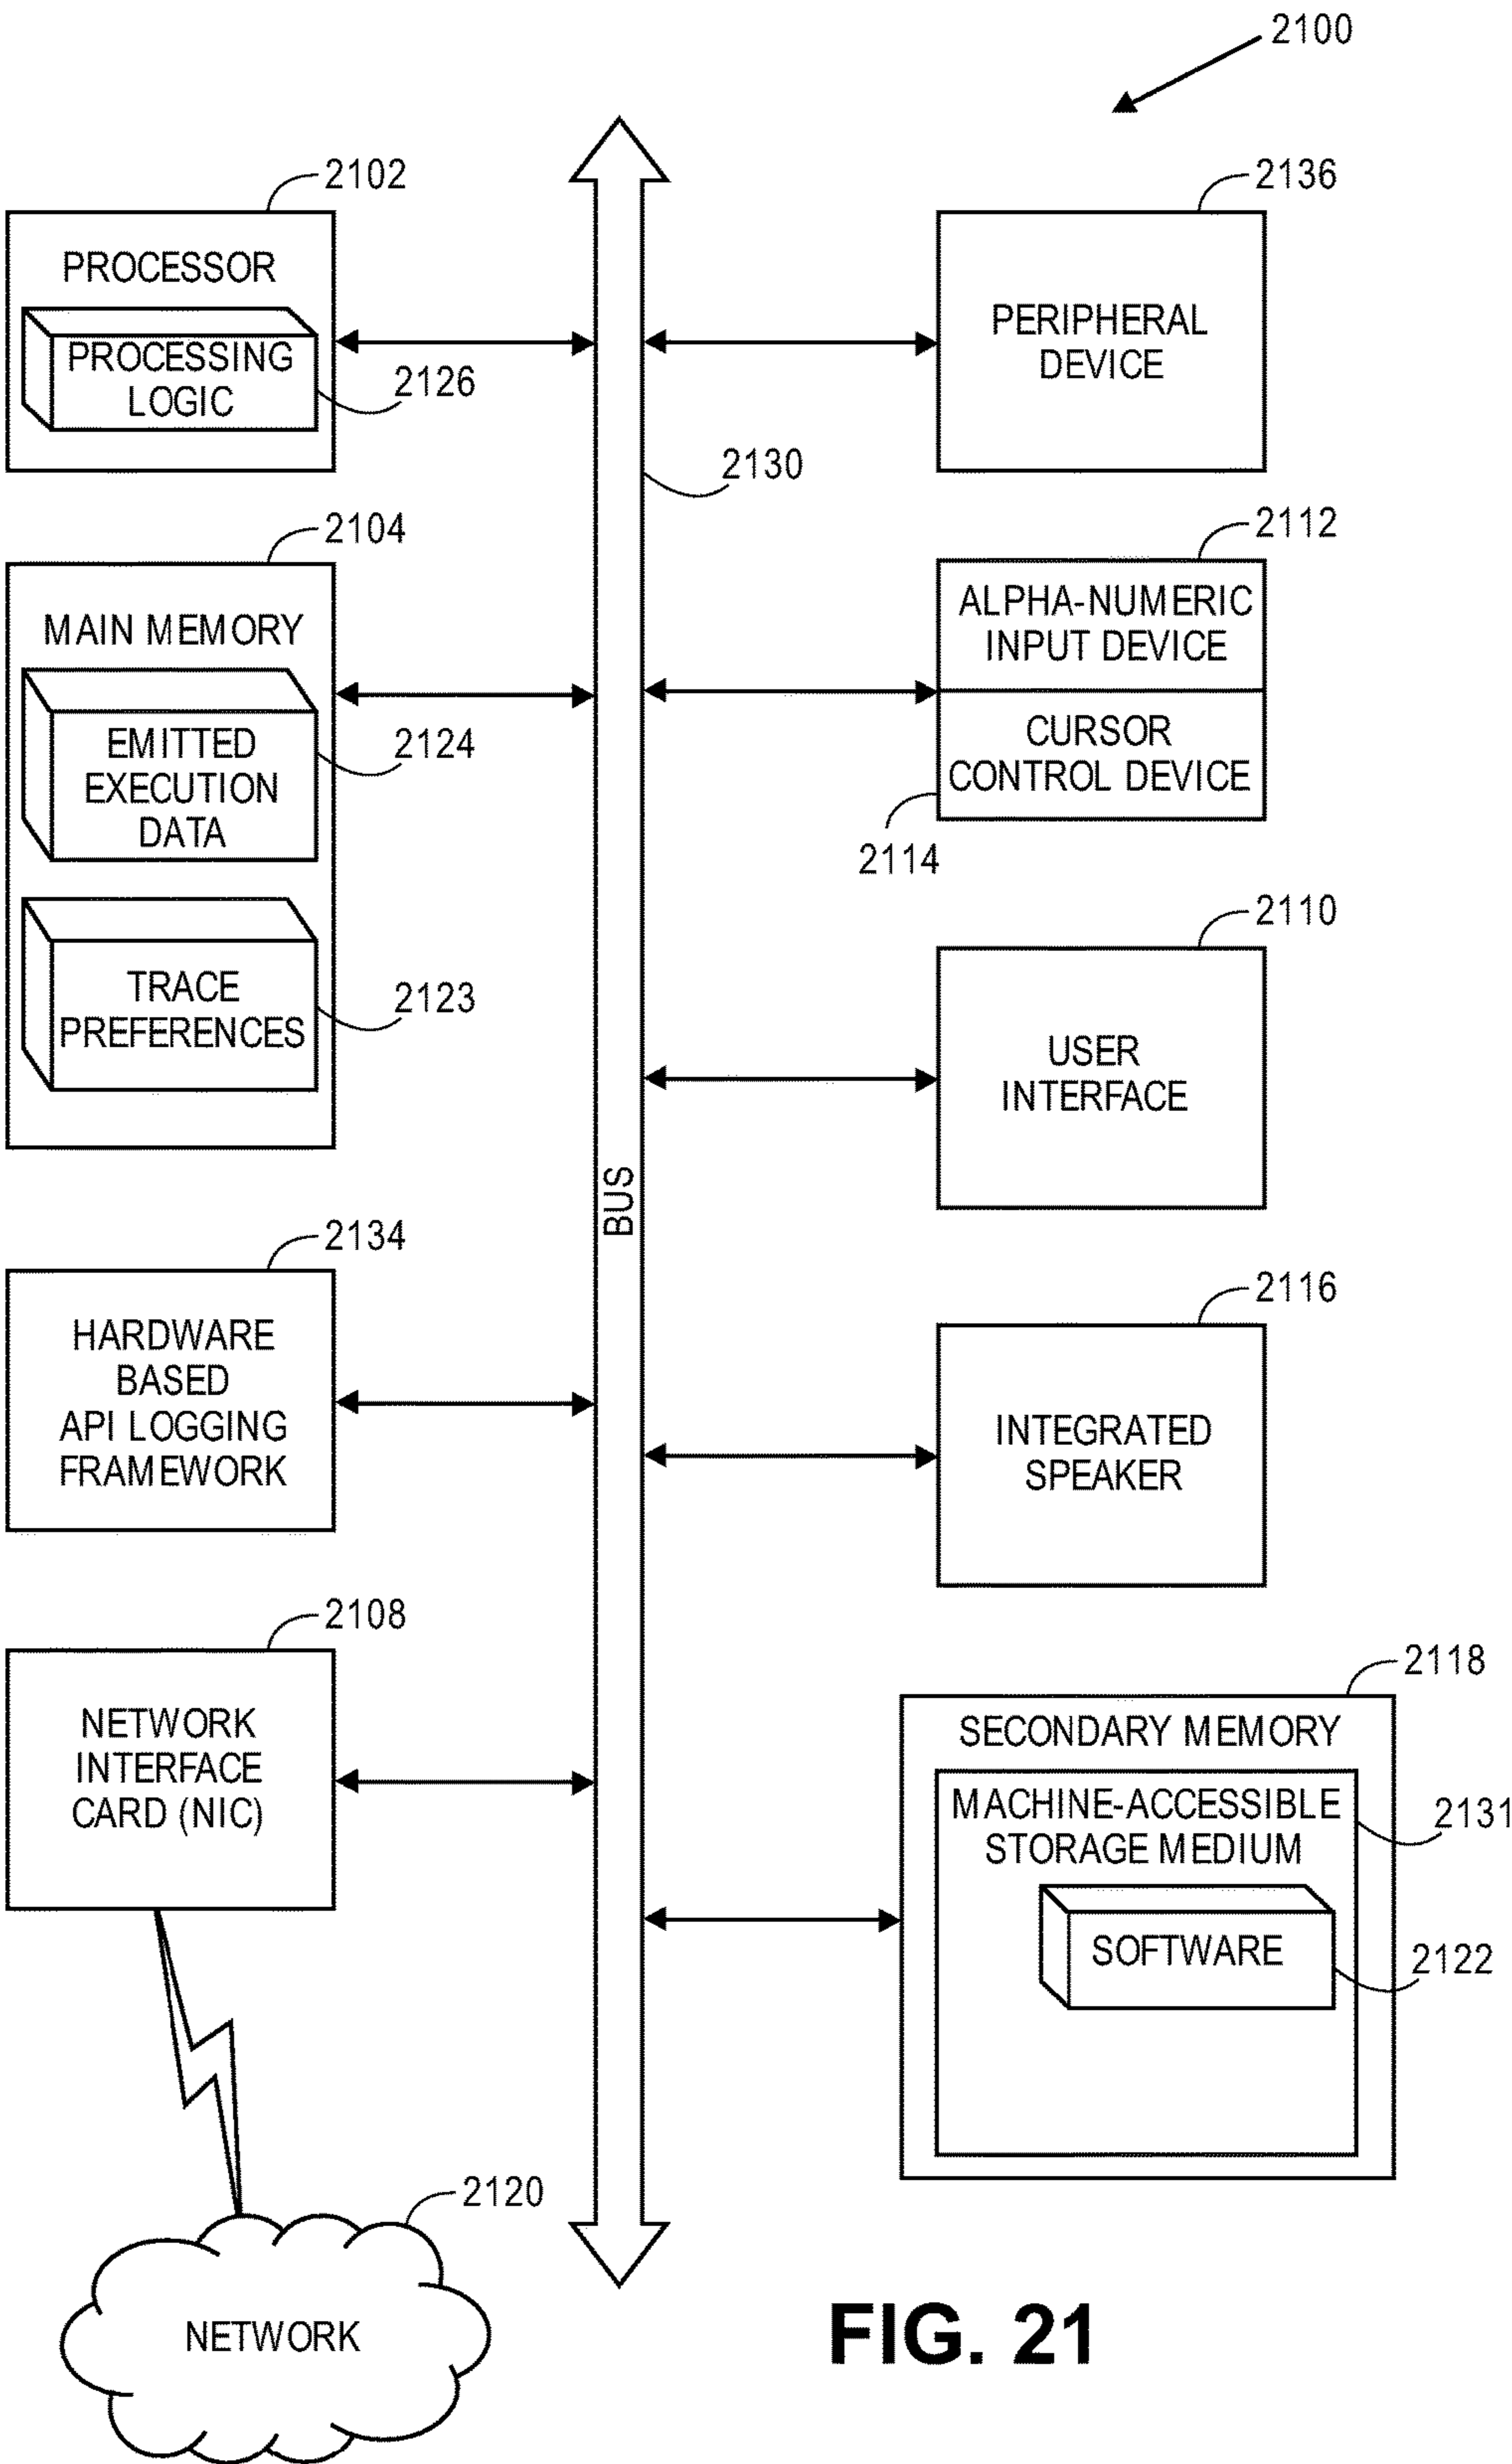 2100
2102
PROCESSOR
PROCESSING
LOGIC
2126
2136
PERIPHERAL
DEVICE
2130
2104
MAIN MEMORY
EMITTED
EXECUTION
DATA
2124
TRACE
PREFERENCES
2123
2112
ALPHA-NUMERIC
INPUT DEVICE
CURSOR
CONTROL DEVICE
2114
2110
USER
INTERFACE
BUS
2134
HARDWARE
BASED
API LOGGING
FRAMEWORK
2116
INTEGRATED
SPEAKER
2108
NETWORK
INTERFACE
CARD (NIC)
2118
SECONDARY MEMORY
MACHINE-ACCESSIBLE
STORAGE MEDIUM
2131
SOFTWARE
2122
2120
NETWORK
FIG. 21